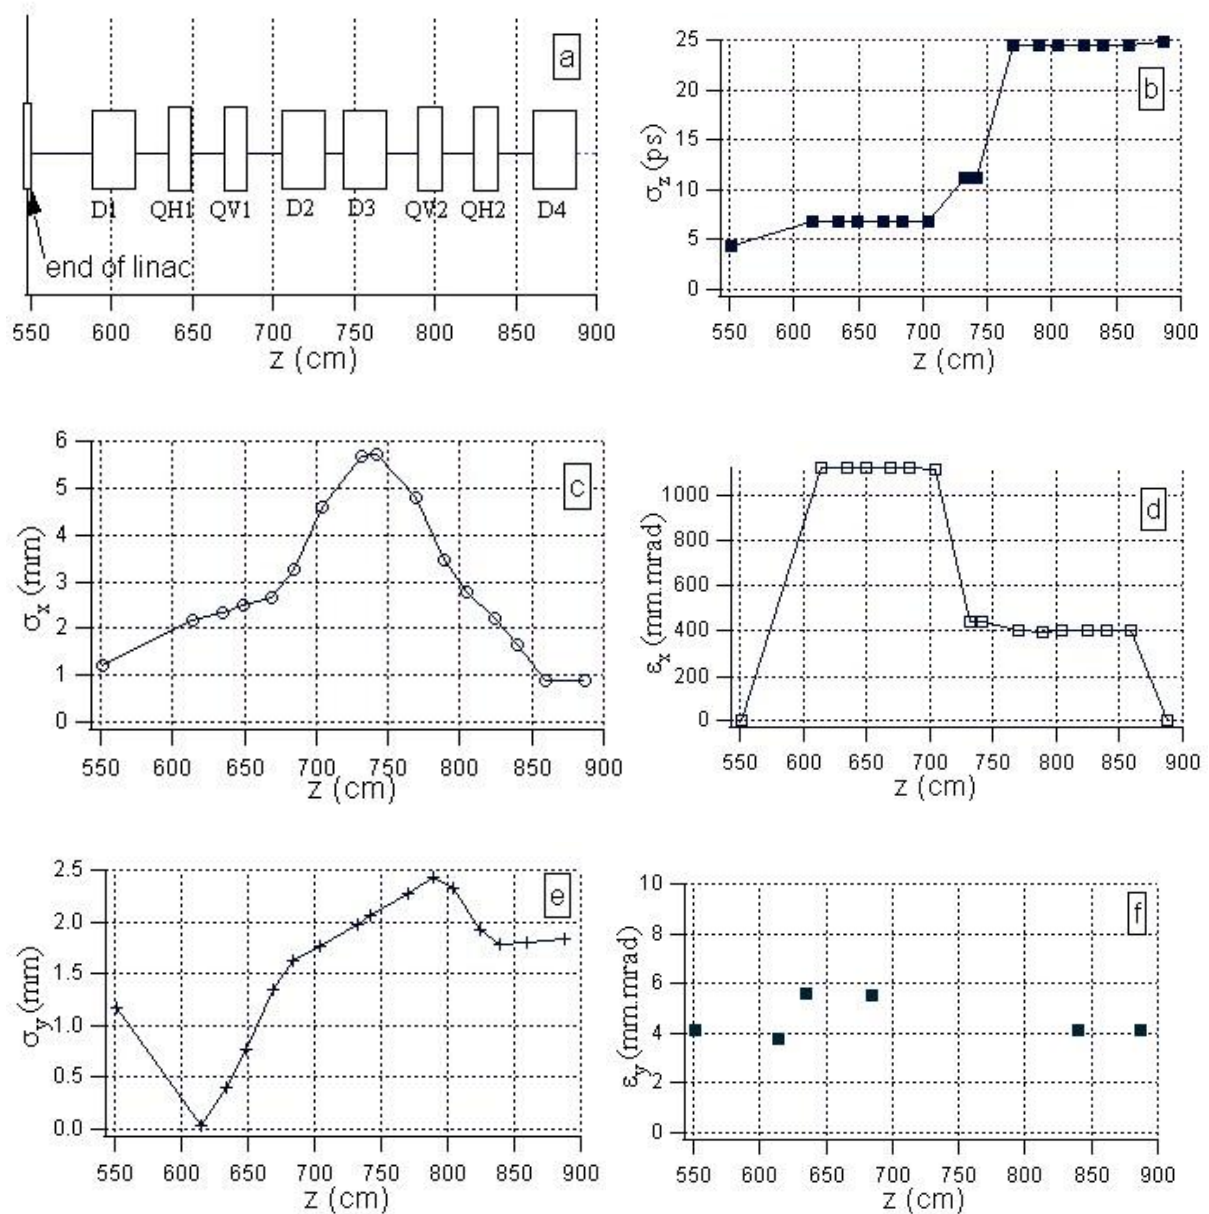 a
D1 QH1 QV1 D2 D3 QV2 QH2 D4
end of linac
550 600 650 700 750 800 850 900
z (cm)
25
20
15
10
5
0
σz (ps)
b
550 600 650 700 750 800 850 900
z (cm)
6
5
4
3
2
1
0
σx (mm)
c
550 600 650 700 750 800 850 900
z (cm)
1000
800
600
400
200
0
εx (mm.mrad)
d
550 600 650 700 750 800 850 900
z (cm)
2.5
2.0
1.5
1.0
0.5
0.0
σy (mm)
e
550 600 650 700 750 800 850 900
z (cm)
10
8
6
4
2
0
εy (mm.mrad)
f
550 600 650 700 750 800 850 900
z (cm)